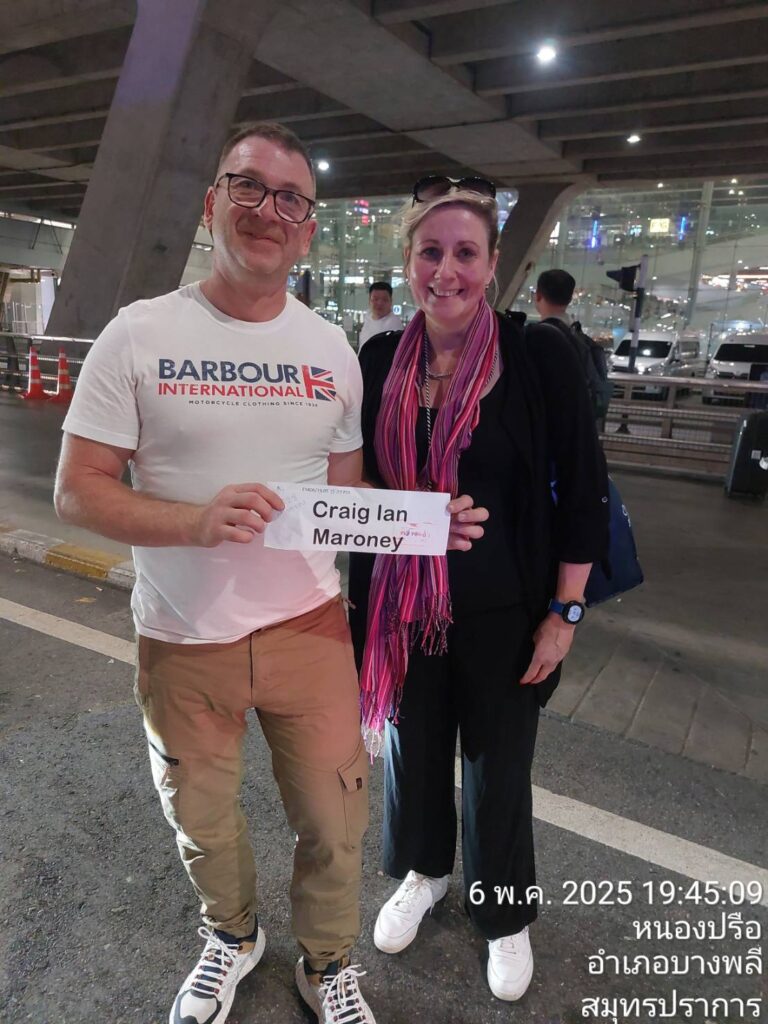 BARBOUR
INTERNATIONAL
MOTORCYCLE CLOTHING SINCE 1936
Craig Ian
Maroney
6 พ.ค. 2025 19:45:09
หนองปรือ
อำเภอบางพลี
สมุทรปราการ